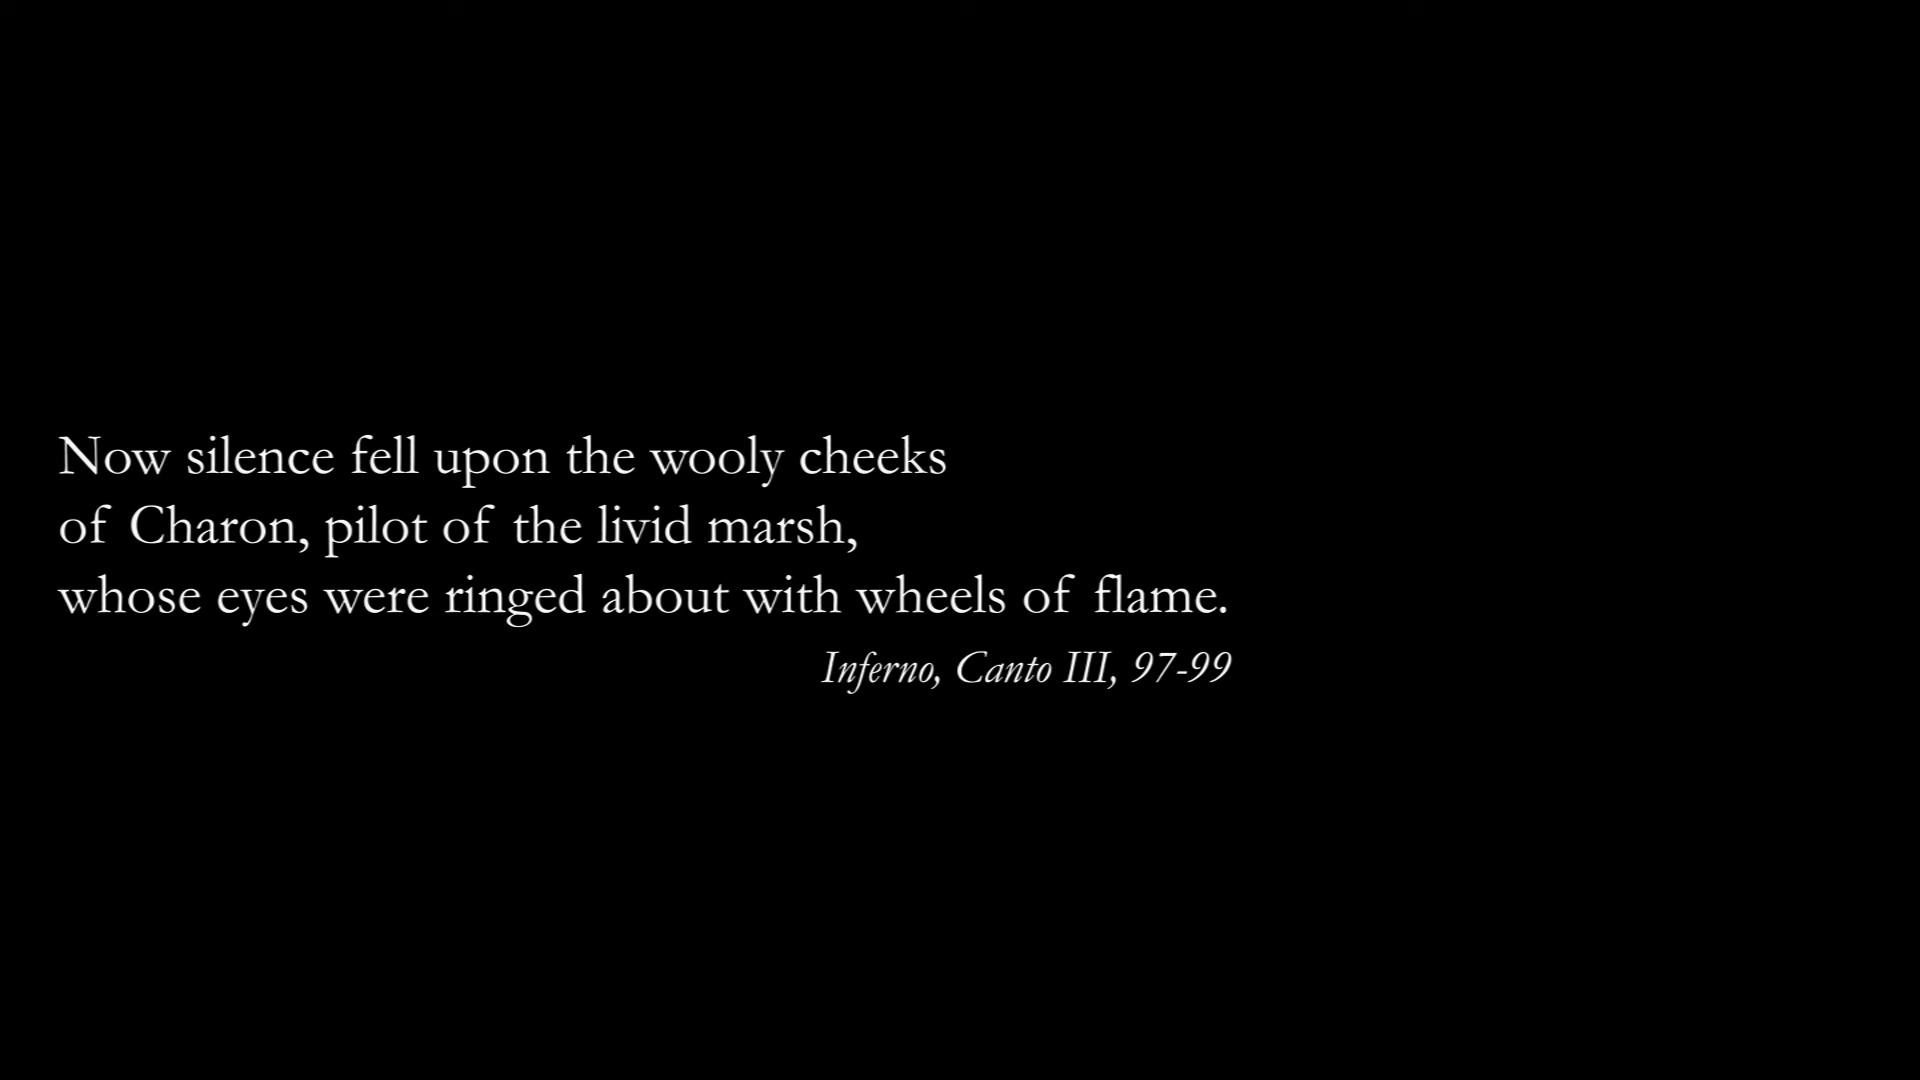 Now silence fell upon the wooly cheeks
of Charon, pilot of the livid marsh,
whose eyes were ringed about with wheels of flame.
Inferno, Canto III, 97-99